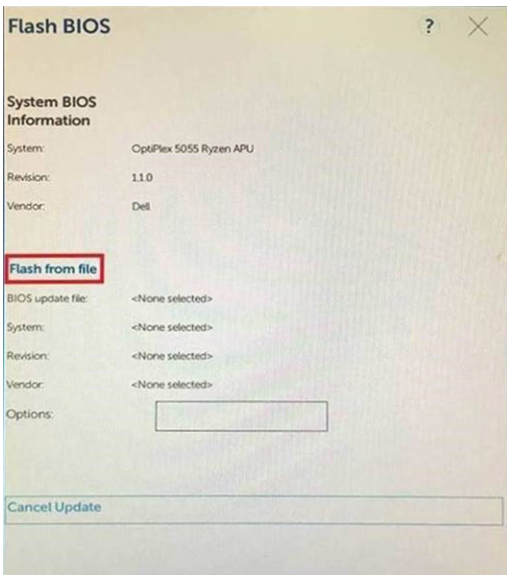 Flash BIOS ?
System BIOS
Information
System: OptiPlex 5055 Ryzen APU
Revision: 1.1.0
Vendor: Dell
Flash from file
BIOS update file: <None selected>
System: <None selected>
Revision: <None selected>
Vendor: <None selected>
Options:
Cancel Update